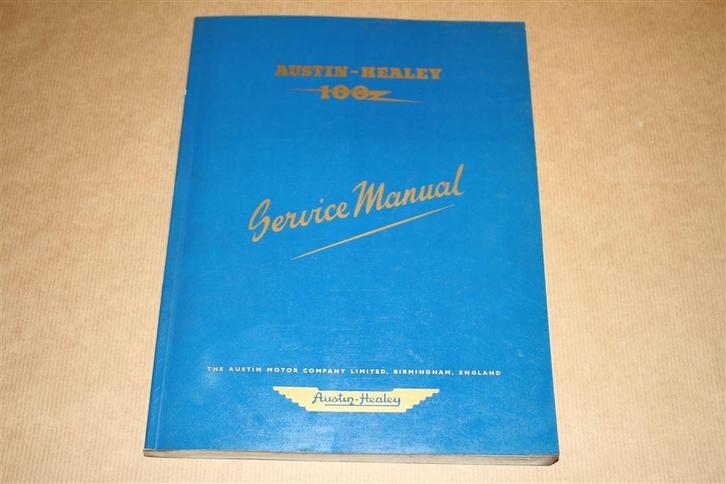 AUSTIN-HEALEY
100
Service Manual
THE AUSTIN MOTOR COMPANY LIMITED, BIRMINGHAM, ENGLAND
Austin-Healey